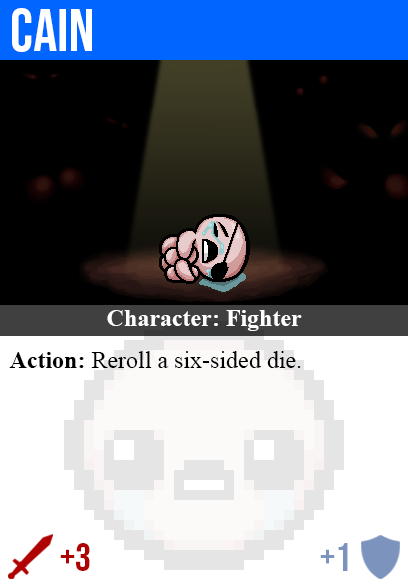 CAIN
Character: Fighter
Action: Reroll a six-sided die.
+3
+1